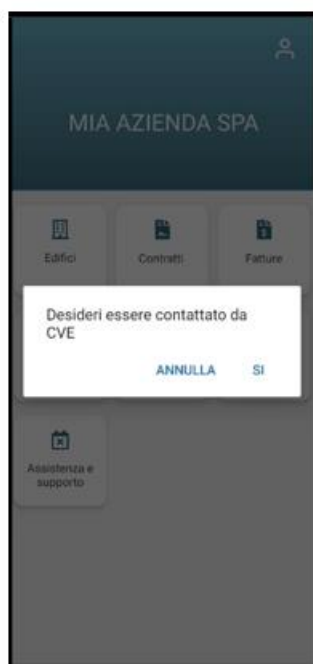 MIA AZIENDA SPA
Edifici Contratti Fatture
Desideri essere contattato da
CVE
ANNULLA SI
Assistenza e
supporto